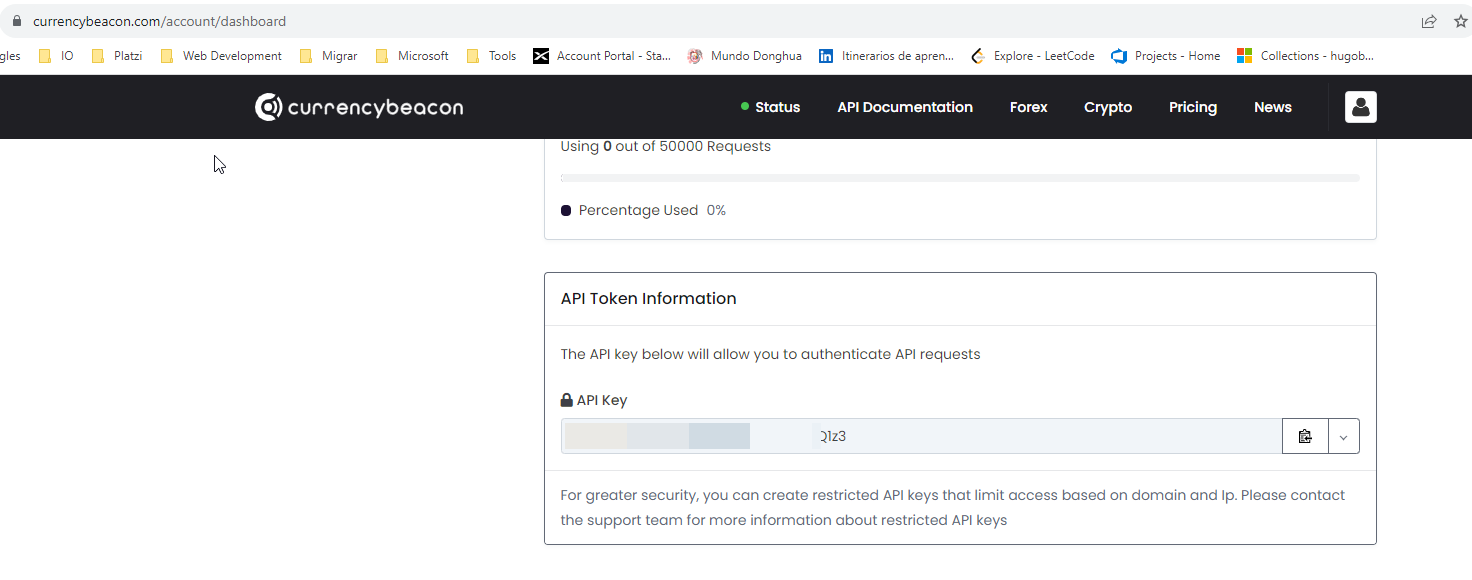 currencybeacon.com/account/dashboard
gles IO Platzi Web Development Migrar Microsoft Tools Account Portal - Sta... Mundo Donghua Itinerarios de apren... Explore - LeetCode Projects - Home Collections - hugob...
currencybeacon Status API Documentation Forex Crypto Pricing News
Using 0 out of 50000 Requests
Percentage Used 0%
API Token Information
The API key below will allow you to authenticate API requests
API Key
Q1z3
For greater security, you can create restricted API keys that limit access based on domain and Ip. Please contact
the support team for more information about restricted API keys